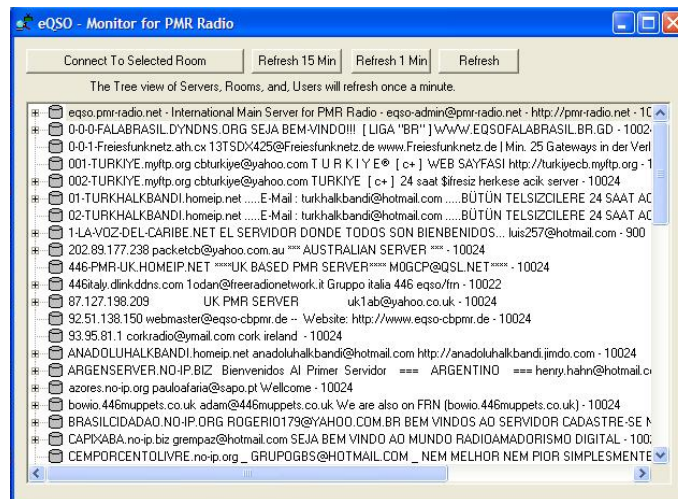 eQSO - Monitor for PMR Radio
Connect To Selected Room
Refresh 15 Min
Refresh 1 Min
Refresh
The Tree view of Servers, Rooms, and, Users will refresh once a minute.
eqso.pmr-radio.net - International Main Server for PMR Radio - eqso-admin@pmr-radio.net - http://pmr-radio.net - 10
0-0-0-FALABRASIL.DYNDNS.ORG SEJA BEM-VINDO!!! [ LIGA "BR" ] WWW.EQSOFALABRASIL.BR.GD - 1002
0-0-1-Freiesfunknetz.ath.cx 13TSDX425@Freiesfunknetz.de www.Freiesfunknetz.de | Min. 25 Gateways in der Verl
001-TURKIYE.myftp.org cbturkiye@yahoo.com T U R K I Y E® [ c+ ] WEB SAYFASI http://turkiyecb.myftp.org - 1
002-TURKIYE.myftp.org cbturkiye@yahoo.com TURKIYE [ c+ ] 24 saat $ifresiz herkese acik server - 10024
01-TURKHALKBANDI.homeip.net .....E-Mail : turkhalkbandi@hotmail.com .....BÜTÜN TELSIZCILERE 24 SAAT AC
02-TURKHALKBANDI.homeip.net .....E-Mail : turkhalkbandi@hotmail.com .....BÜTÜN TELSIZCILERE 24 SAAT AC
1-LA-VOZ-DEL-CARIBE.NET EL SERVIDOR DONDE TODOS SON BIENBENIDOS... luis257@hotmail.com - 900
202.89.177.238 packetcb@yahoo.com.au *** AUSTRALIAN SERVER *** - 10024
446-PMR-UK.HOMEIP.NET ****UK BASED PMR SERVER**** M0GCP@QSL.NET**** - 10024
446italy.dlinkddns.com 1odan@freeradionetwork.it Gruppo italia 446 eqso/frn - 10022
87.127.198.209 UK PMR SERVER uk1ab@yahoo.co.uk - 10024
92.51.138.150 webmaster@eqso-cbpmr.de -- Website: http://www.eqso-cbpmr.de - 10024
93.95.81.1 corkradio@ymail.com cork ireland - 10024
ANADOLUHALKBANDI.homeip.net anadoluhalkbandi@hotmail.com http://anadoluhalkbandi.jimdo.com - 10024
ARGENSERVER.NO-IP.BIZ Bienvenidos Al Primer Servidor === ARGENTINO === henry.hahn@hotmail.c
azores.no-ip.org pauloafaria@sapo.pt Wellcome - 10024
bowio.446muppets.co.uk adam@446muppets.co.uk We are also on FRN (bowio.446muppets.co.uk) - 10024
BRASILCIDADAO.NO-IP.ORG ROGERIO179@YAHOO.COM.BR BEM VINDOS AO SERVIDOR CADASTRE-SE N
CAPIXABA.no-ip.biz grempaz@hotmail.com SEJA BEM VINDO AO MUNDO RADIOAMADORISMO DIGITAL - 100
CEMPORCENTOLIVRE.no-ip.org _ GRUPOGBS@HOTMAIL.COM _ NEM MELHOR NEM PIOR SIMPLESMENTE